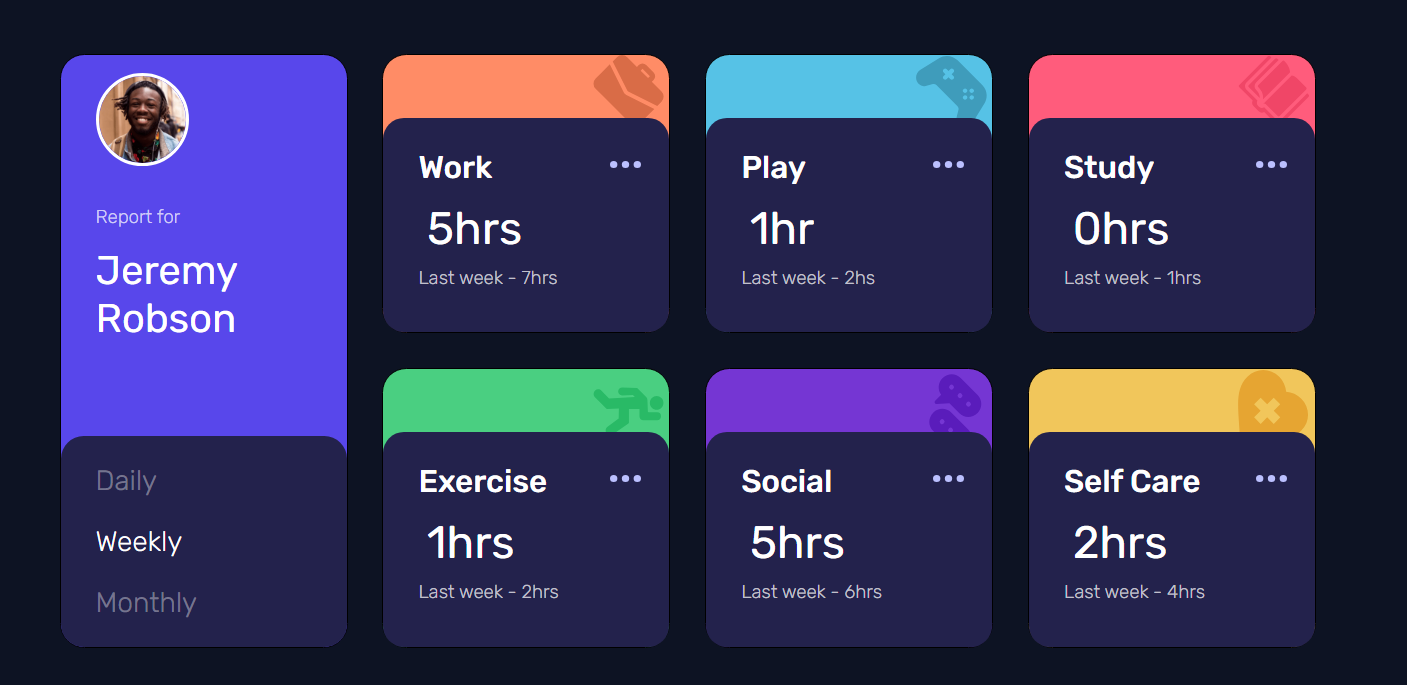 Report for
Jeremy
Robson
Daily
Weekly
Monthly
Work
5hrs
Last week - 7hrs
Play
1hr
Last week - 2hs
Study
0hrs
Last week - 1hrs
Exercise
1hrs
Last week - 2hrs
Social
5hrs
Last week - 6hrs
Self Care
2hrs
Last week - 4hrs